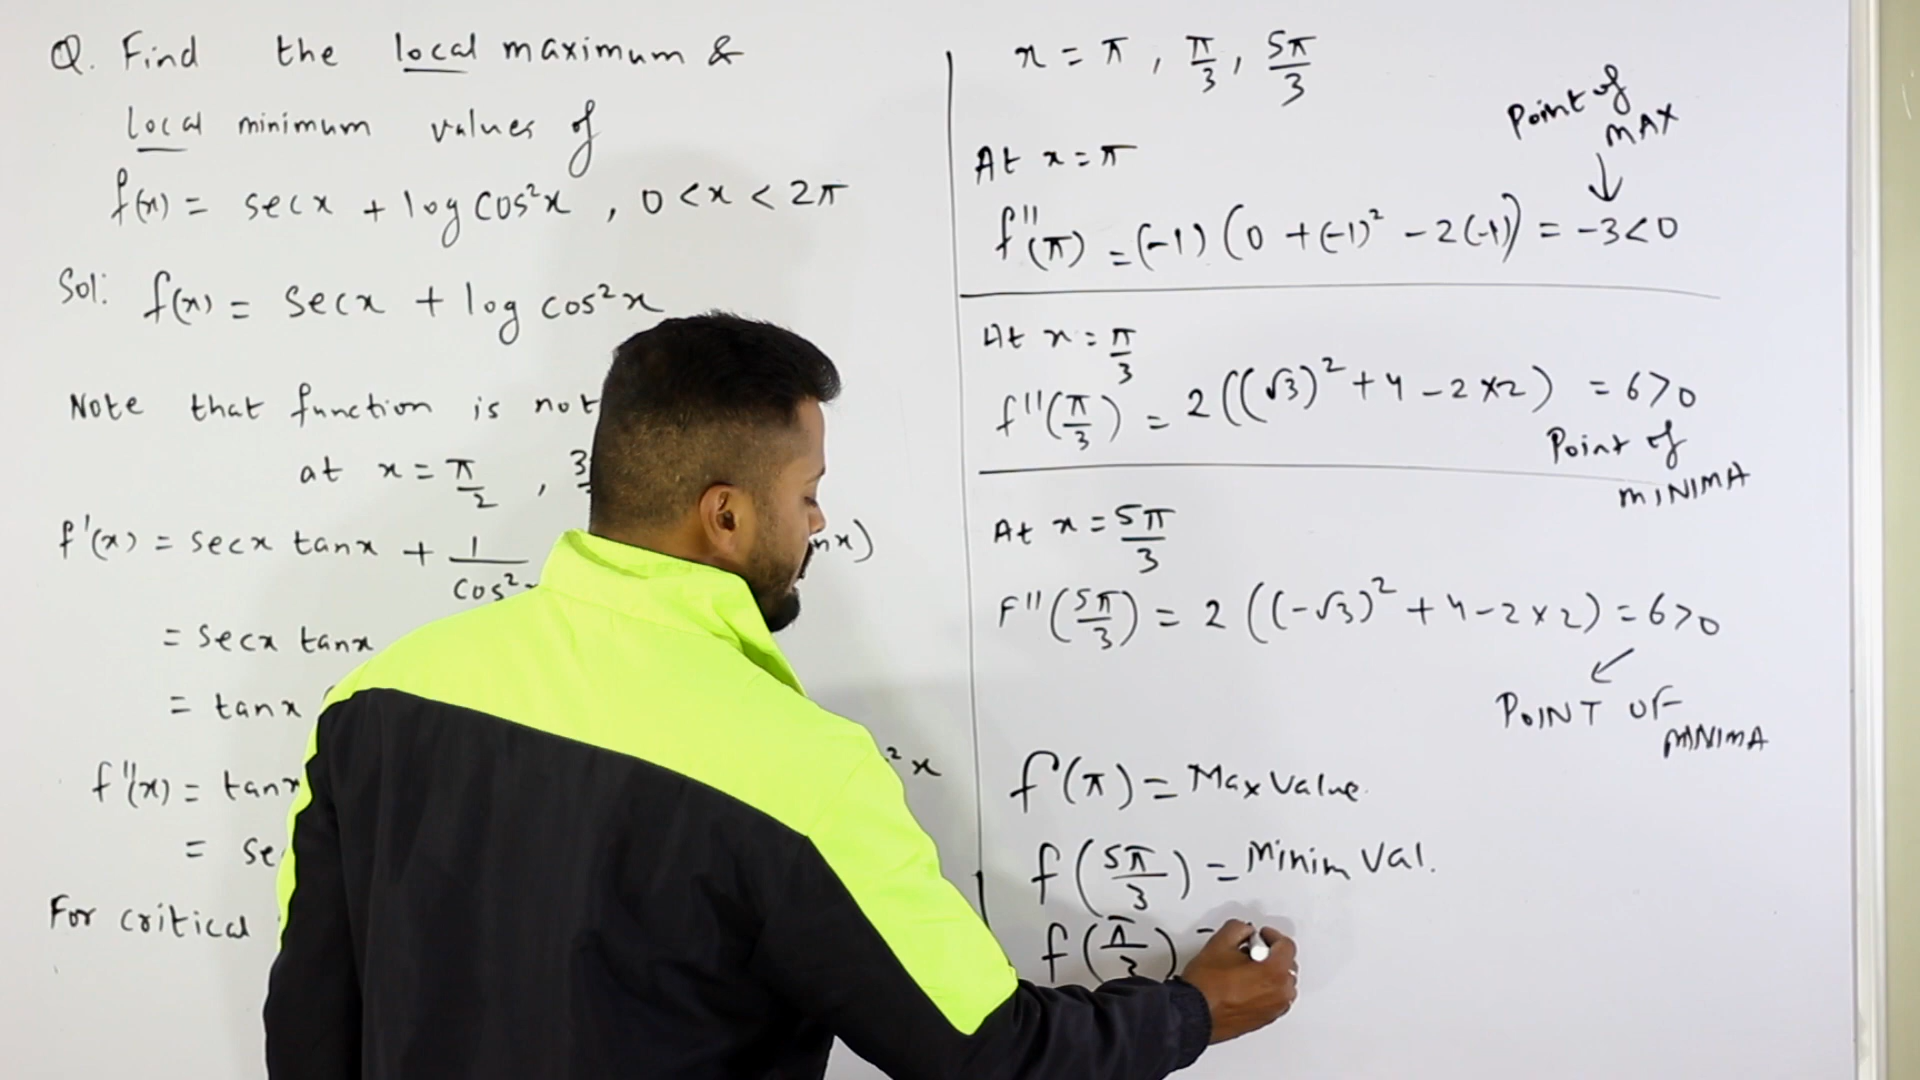 Q. Find the local maximum &
local minimum values of
f(x) = secx + log cos²x , 0 < x < 2π
Sol: f(x) = secx + log cos²x
Note that function is not
at x = π/2 ,
f'(x) = secx tanx + 1/cos² nx)
= secx tanx
= tanx
f''(x) = tanx ²x
= se
For critical
x = π , π/3 , 5π/3
Point of
MAX
At x = π
f''(π) = (-1) (0 + (-1)² - 2(-1)) = -3 < 0
At x = π/3
f''(π/3) = 2((√3)² + 4 - 2×2) = 6 > 0
Point of
MINIMA
At x = 5π/3
F''(5π/3) = 2((-√3)² + 4 - 2×2) = 6 > 0
POINT OF
MINIMA
f(π) = Max Value.
f(5π/3) = Minim Val.
f(π/3) =